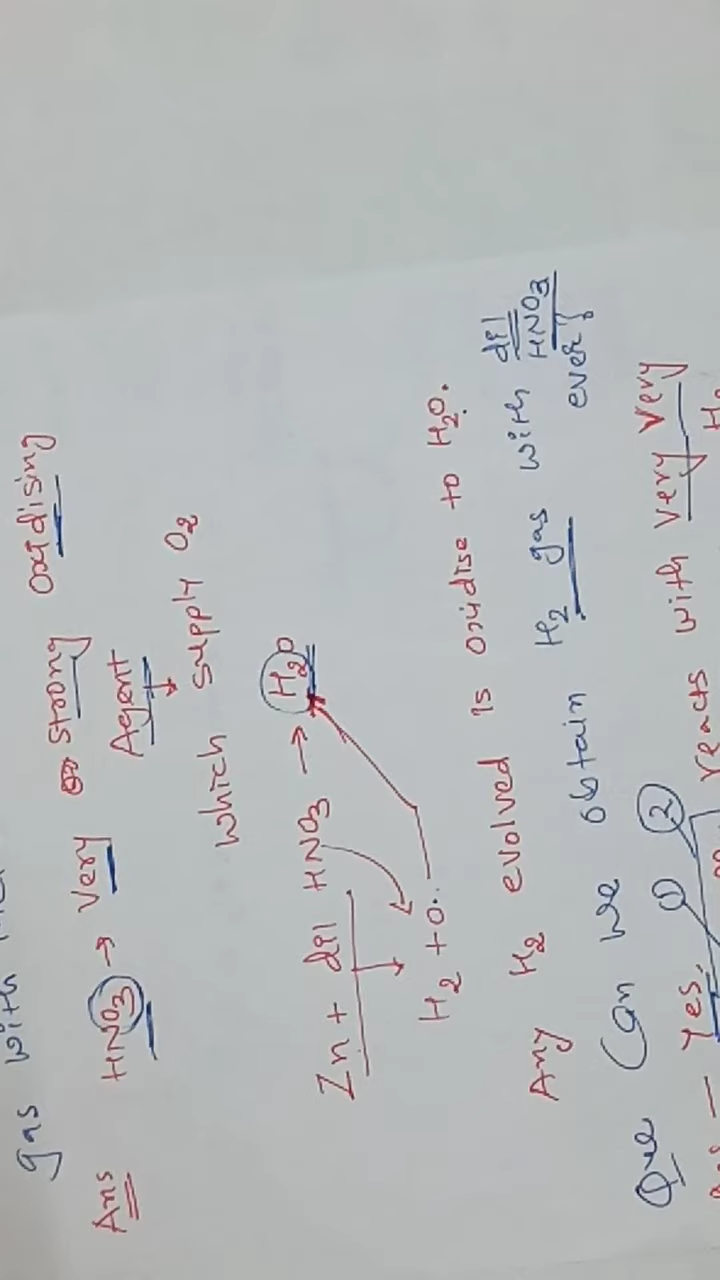 gas with
Ans HNO3 → Very strong Oxidising
Agent
which supply O2
Zn + dil HNO3 → H2O
H2 + O
Any H2 evolved is oxidise to H2O.
Que Can we obtain H2 gas with dil HNO3
ever?
— Yes. ① ② reacts with very very